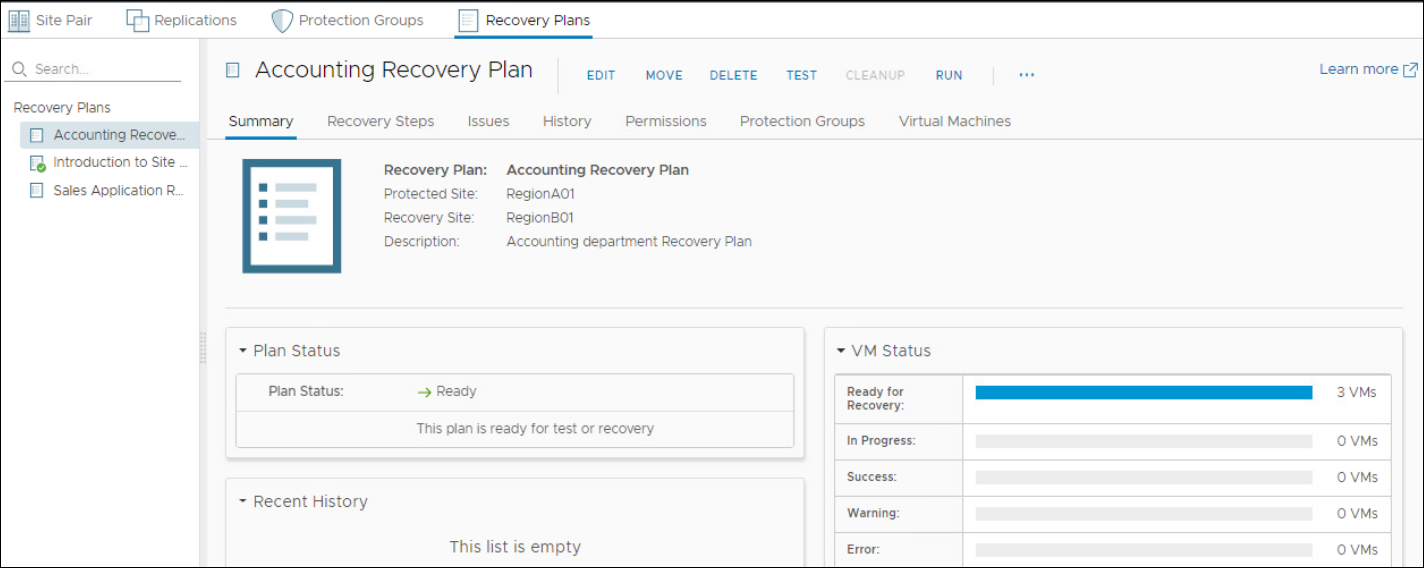 Site Pair Replications Protection Groups Recovery Plans
Search...
Recovery Plans
Accounting Recove...
Introduction to Site ...
Sales Application R...
Accounting Recovery Plan EDIT MOVE DELETE TEST CLEANUP RUN ... Learn more
Summary Recovery Steps Issues History Permissions Protection Groups Virtual Machines
Recovery Plan: Accounting Recovery Plan
Protected Site: RegionA01
Recovery Site: RegionB01
Description: Accounting department Recovery Plan
Plan Status
Plan Status: Ready
This plan is ready for test or recovery
Recent History
This list is empty
VM Status
Ready for
Recovery: 3 VMs
In Progress: 0 VMs
Success: 0 VMs
Warning: 0 VMs
Error: 0 VMs